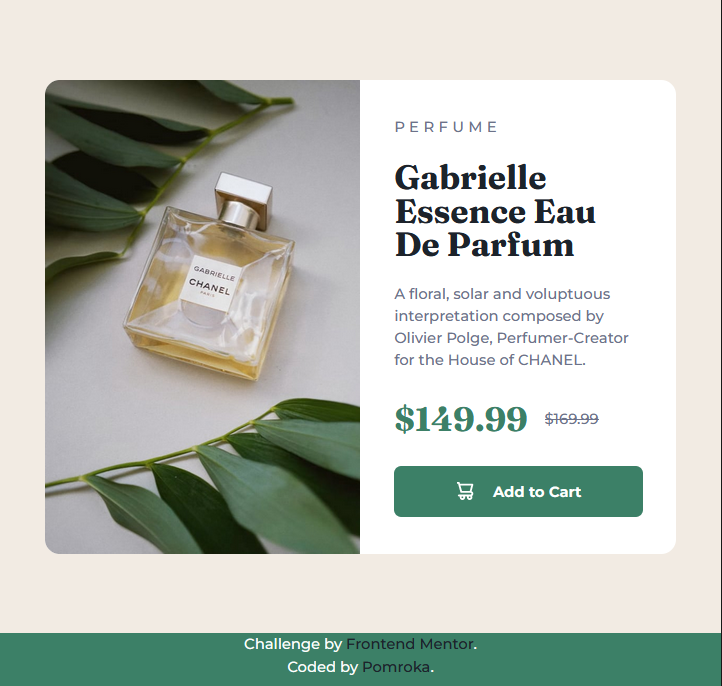 PERFUME
Gabrielle
Essence Eau
De Parfum
A floral, solar and voluptuous
interpretation composed by
Olivier Polge, Perfumer-Creator
for the House of CHANEL.
$149.99 $169.99
Add to Cart
GABRIELLE
CHANEL
PARIS
Challenge by Frontend Mentor.
Coded by Pomroka.